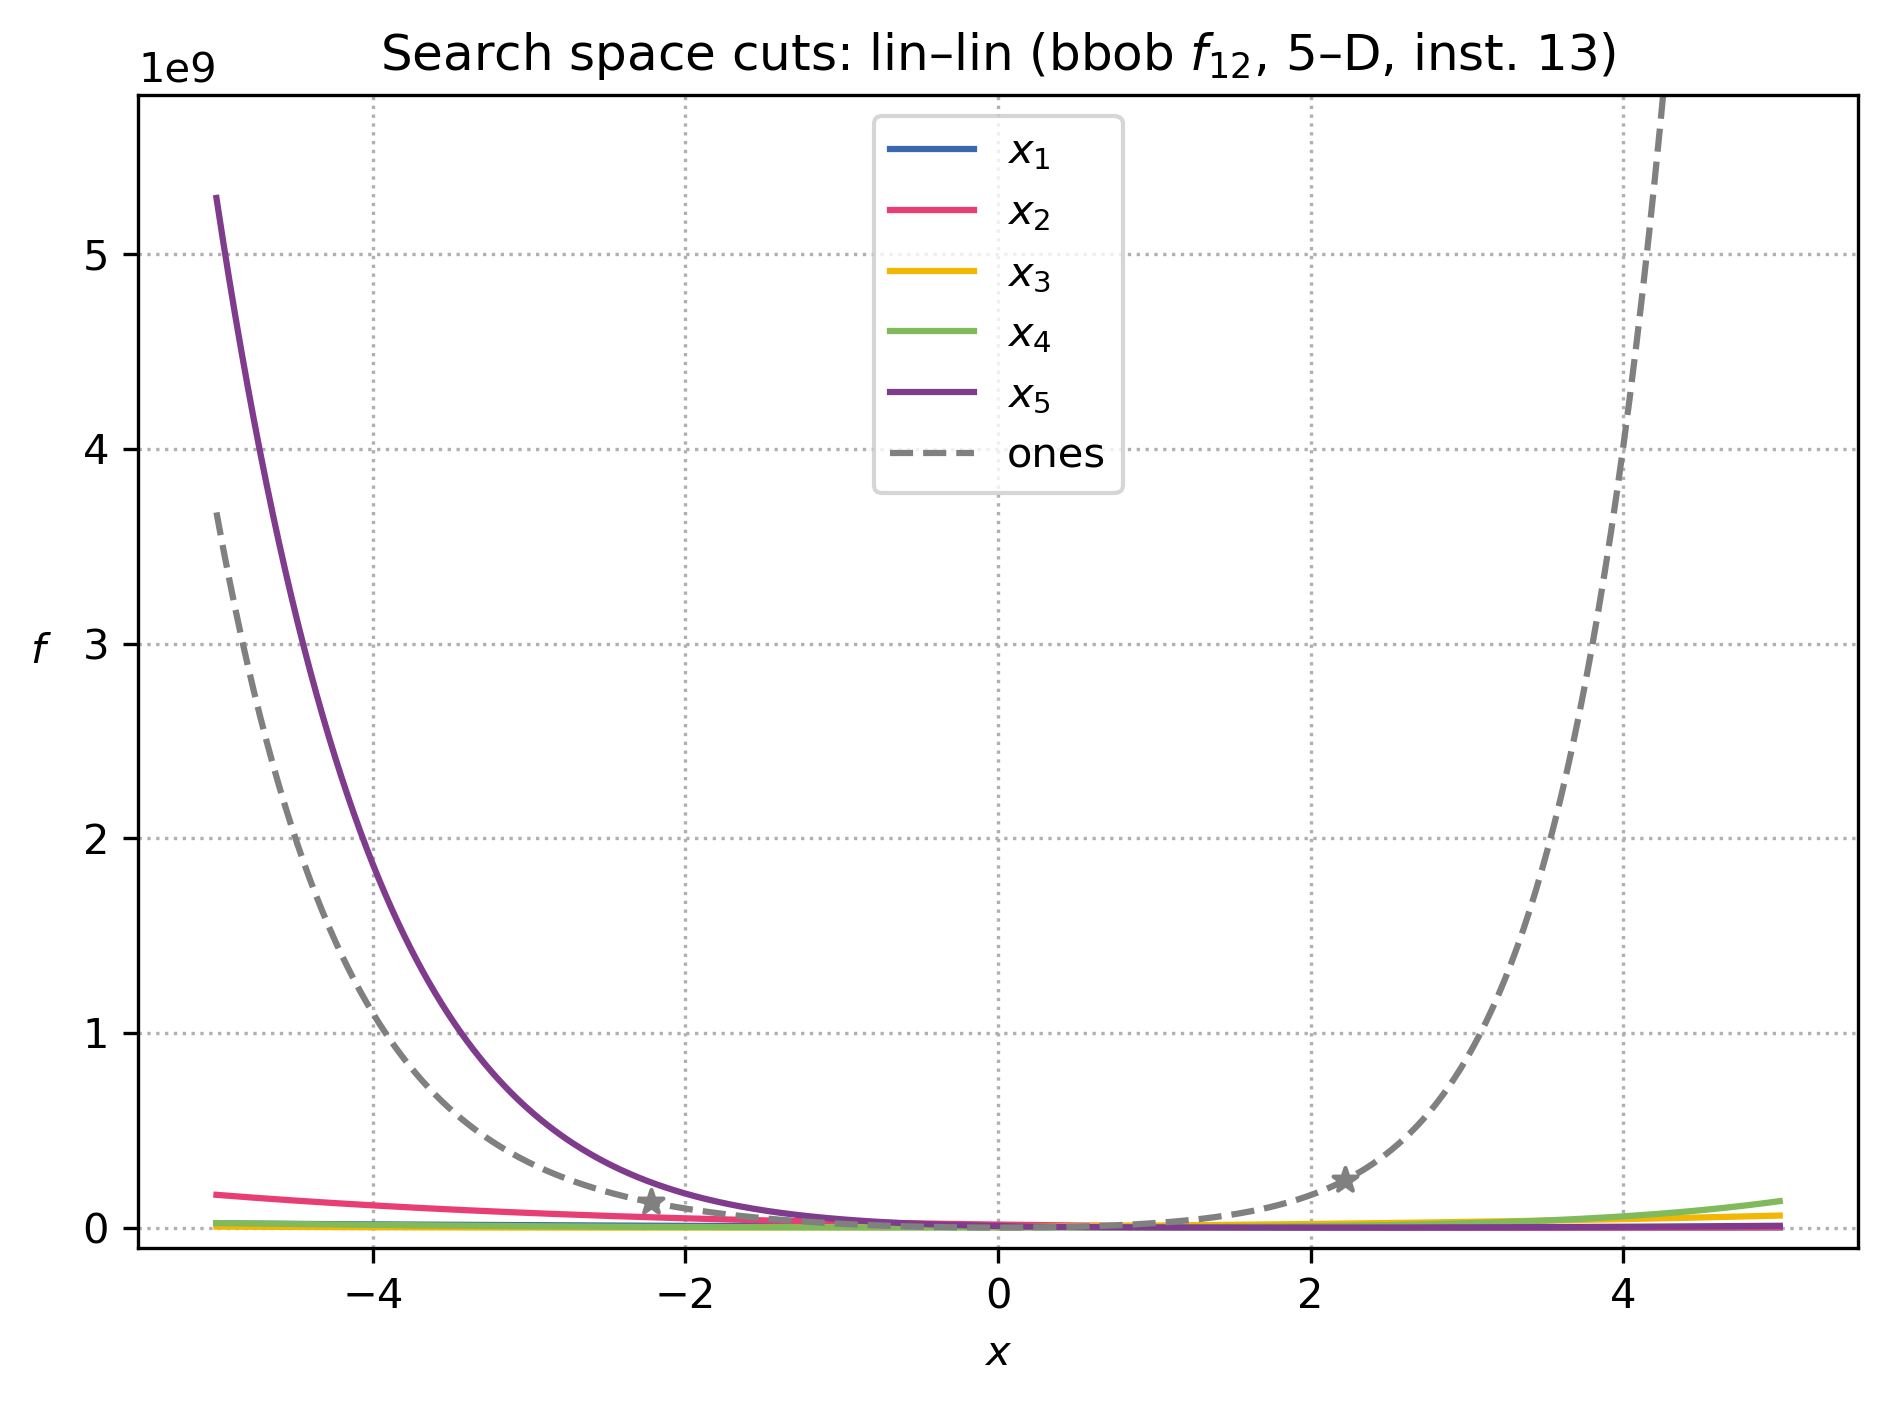 Search space cuts: lin–lin (bbob f₁₂, 5–D, inst. 13)
1e9
x₁
x₂
x₃
x₄
x₅
ones
5
4
3
2
1
0
f
−4 −2 0 2 4
x